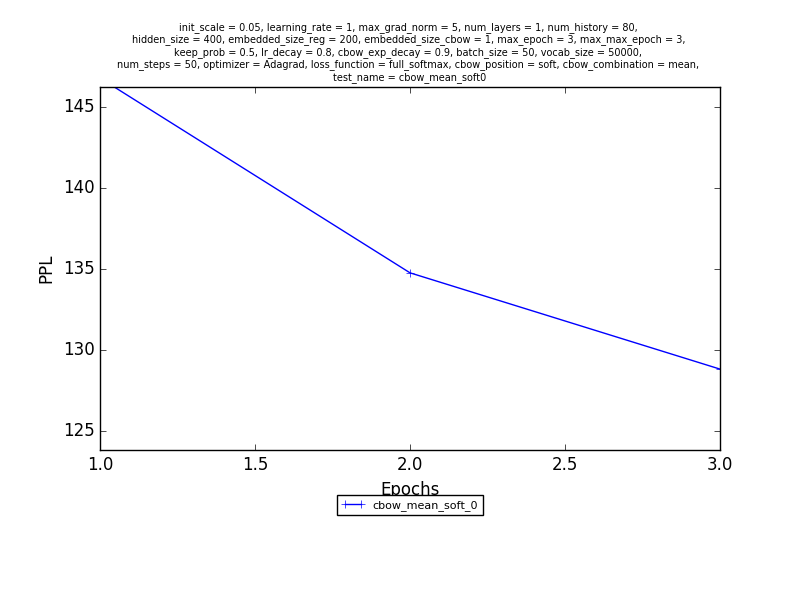 init_scale = 0.05, learning_rate = 1, max_grad_norm = 5, num_layers = 1, num_history = 80,
hidden_size = 400, embedded_size_reg = 200, embedded_size_cbow = 1, max_epoch = 3, max_max_epoch = 3,
keep_prob = 0.5, lr_decay = 0.8, cbow_exp_decay = 0.9, batch_size = 50, vocab_size = 50000,
num_steps = 50, optimizer = Adagrad, loss_function = full_softmax, cbow_position = soft, cbow_combination = mean,
test_name = cbow_mean_soft0
145
140
135
130
125
PPL
1.0 1.5 2.0 2.5 3.0
Epochs
cbow_mean_soft_0